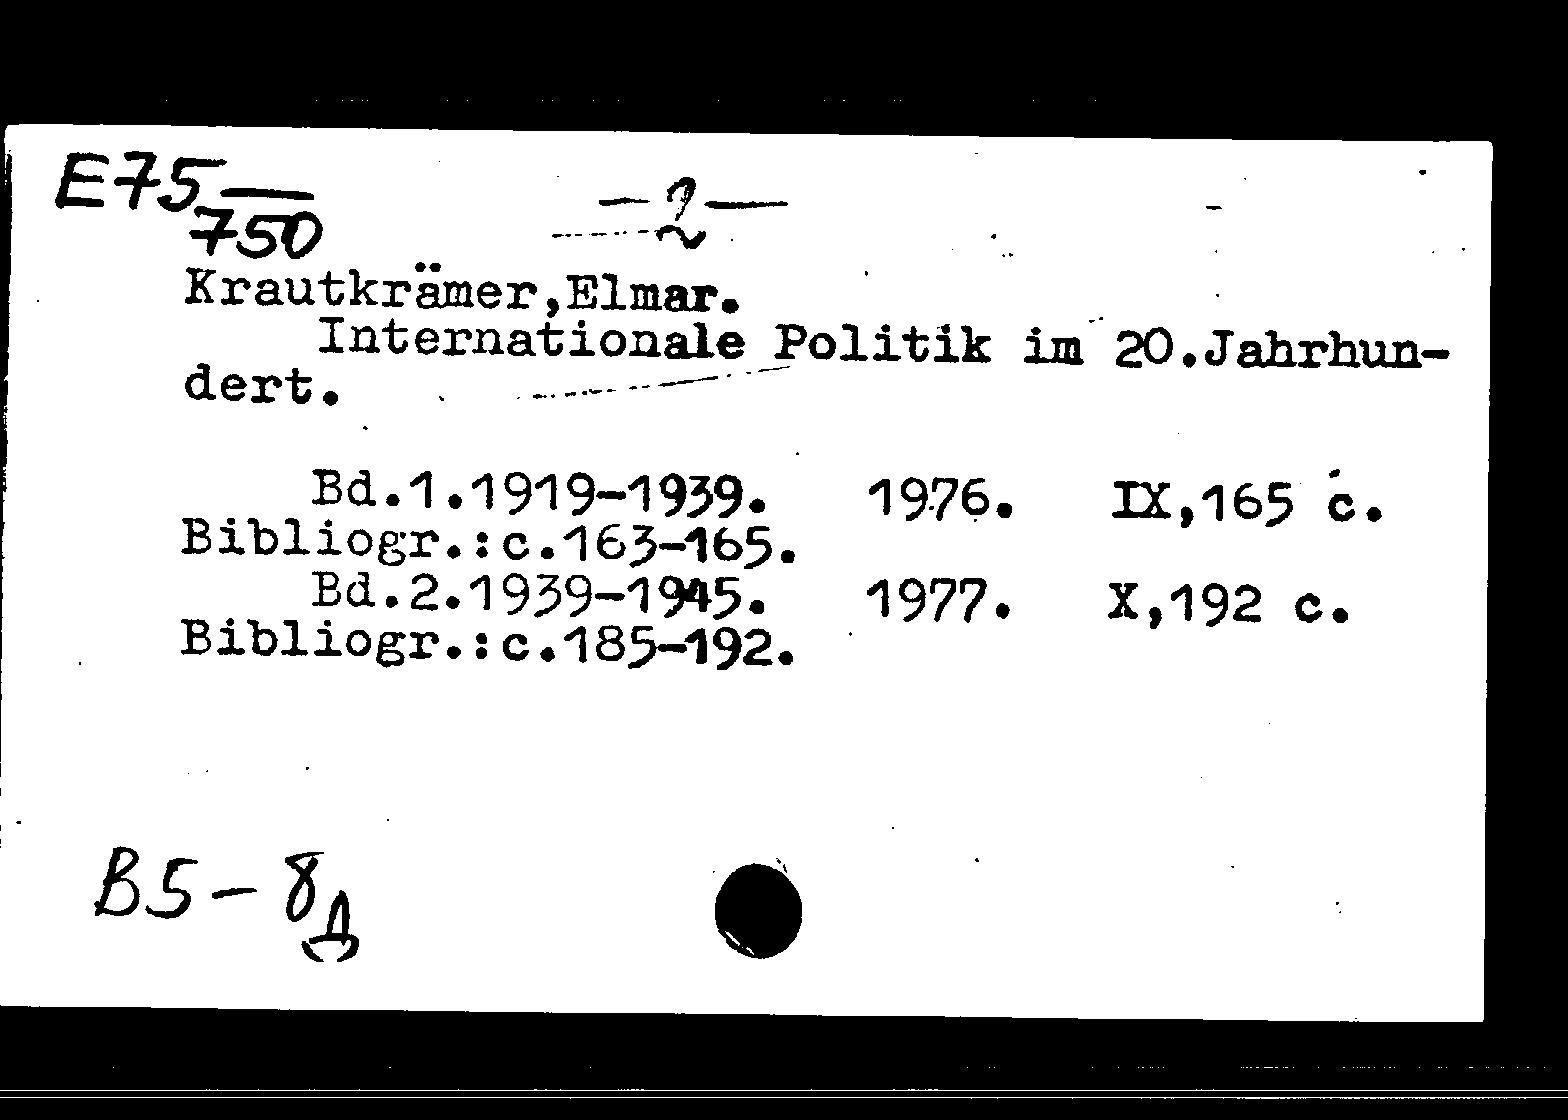 E75
750
—2—
Krautkrämer,Elmar.
Internationale Politik im 20.Jahrhun-
dert.
Bd.1.1919-1939. 1976. IX,165 с.
Bibliogr.:с.163-165.
Bd.2.1939-1945. 1977. X,192 с.
Bibliogr.:с.185-192.
B5-8д